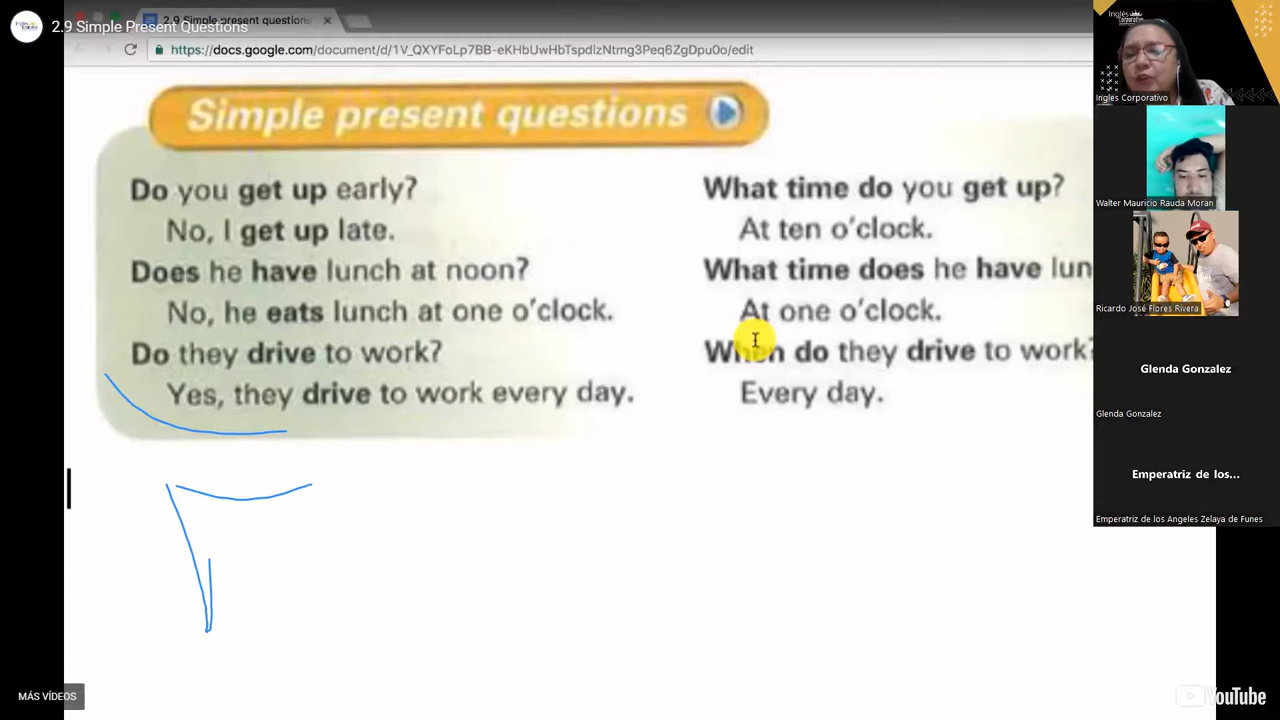 2.9 Simple Present questions
2.9 Simple Present Questions
https://docs.google.com/document/d/1V_QXYFoLp7BB-eKHbUwHbTspdIzNtmg3Peq6ZgDpu0o/edit
Simple present questions
Do you get up early?
No, I get up late.
Does he have lunch at noon?
No, he eats lunch at one o'clock.
Do they drive to work?
Yes, they drive to work every day.
What time do you get up?
At ten o'clock.
What time does he have lun
At one o'clock.
When do they drive to work?
Every day.
Inglés
Corporativo
Ingles Corporativo
Walter Mauricio Rauda Moran
Ricardo José Flores Rivera
Glenda Gonzalez
Glenda Gonzalez
Emperatriz de los...
Emperatriz de los Angeles Zelaya de Funes
MÁS VÍDEOS
YouTube